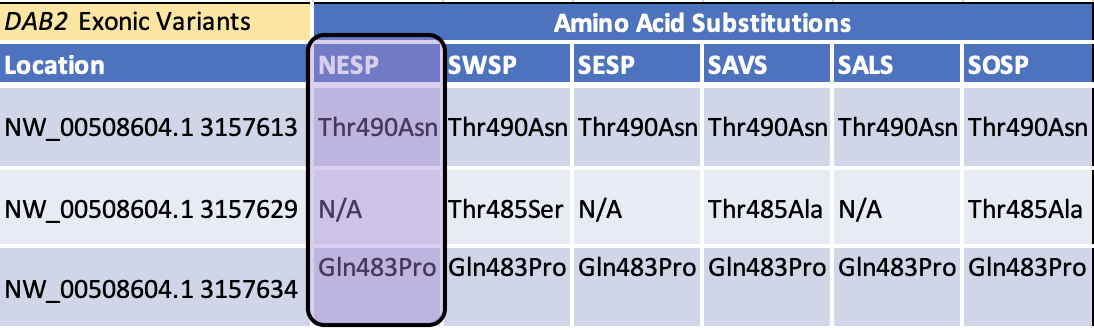 DAB2 Exonic Variants Amino Acid Substitutions
Location NESP SWSP SESP SAVS SALS SOSP
NW_00508604.1 3157613 Thr490Asn Thr490Asn Thr490Asn Thr490Asn Thr490Asn Thr490Asn
NW_00508604.1 3157629 N/A Thr485Ser N/A Thr485Ala N/A Thr485Ala
NW_00508604.1 3157634 Gln483Pro Gln483Pro Gln483Pro Gln483Pro Gln483Pro Gln483Pro